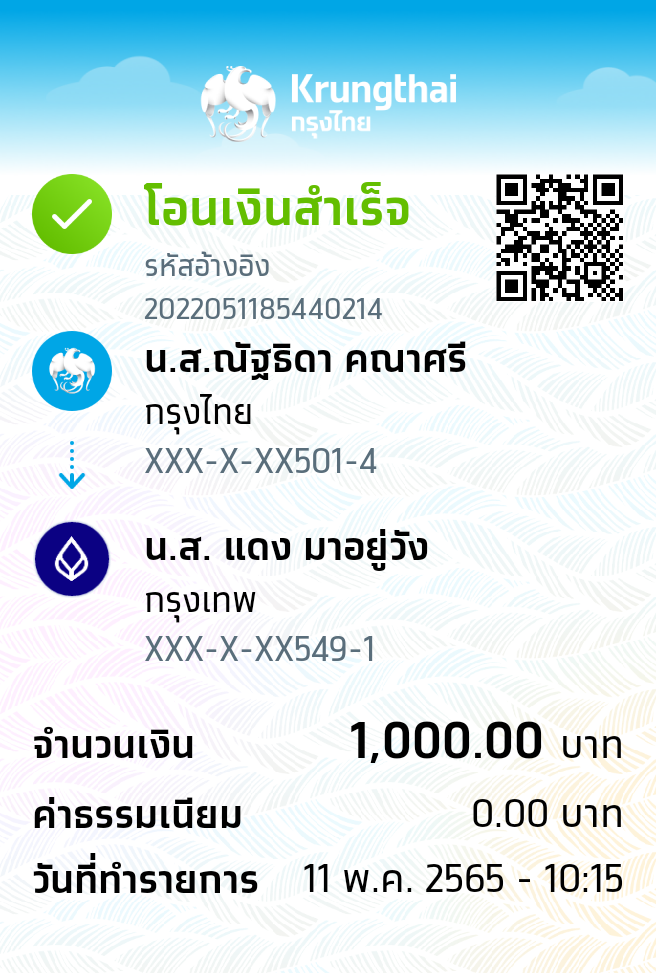 Krungthai
กรุงไทย
โอนเงินสำเร็จ
รหัสอ้างอิง
2022051185440214
น.ส.ณัฐธิดา คณาศรี
กรุงไทย
XXX-X-XX501-4
น.ส. แดง มาอยู่วัง
กรุงเทพ
XXX-X-XX549-1
จำนวนเงิน 1,000.00 บาท
ค่าธรรมเนียม 0.00 บาท
วันที่ทำรายการ 11 พ.ค. 2565 - 10:15